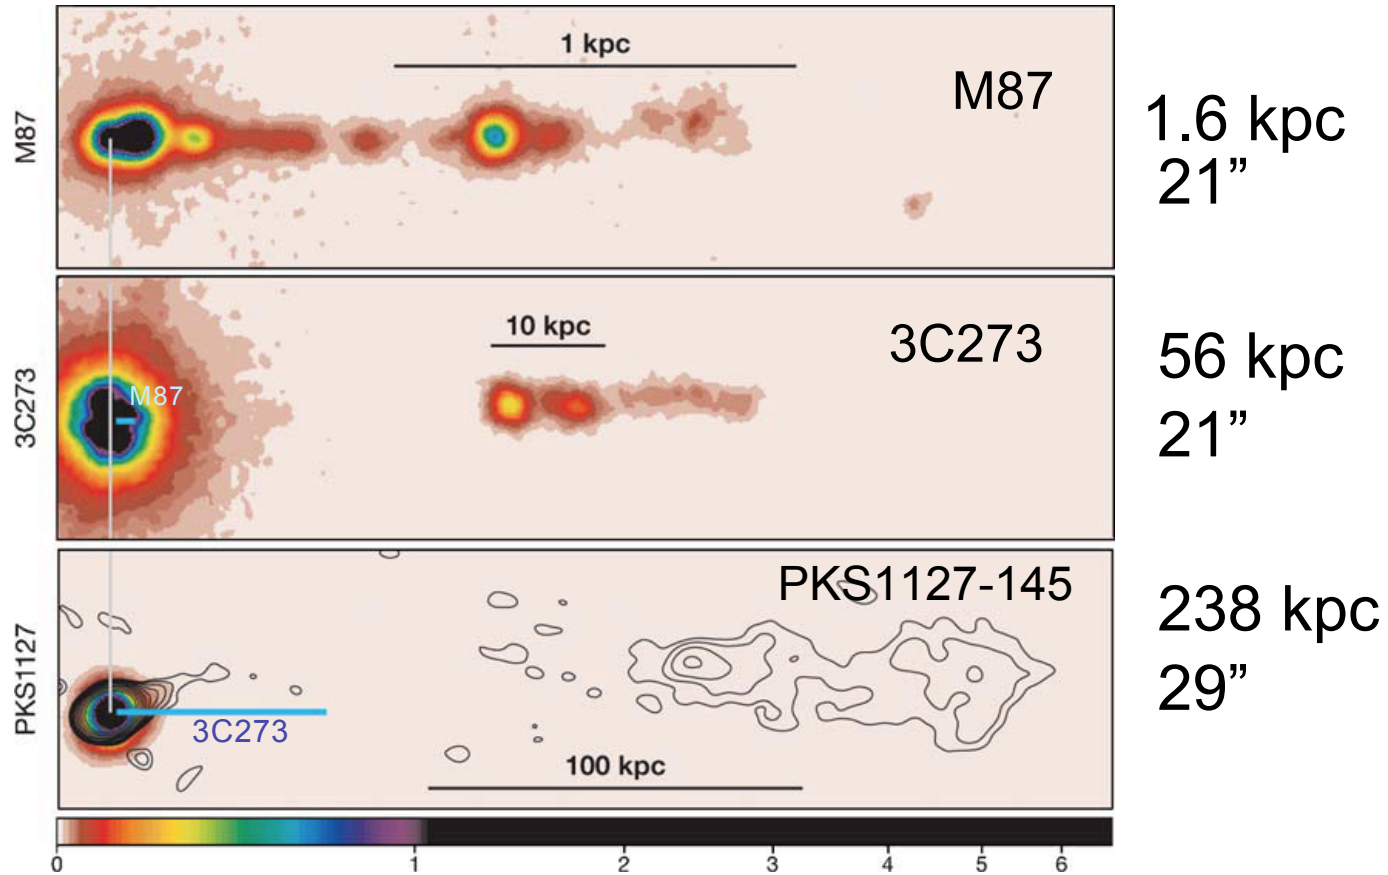 M87
1 kpc
M87
1.6 kpc
21”
3C273
M87
10 kpc
3C273
56 kpc
21”
PKS1127
3C273
100 kpc
PKS1127-145
238 kpc
29”
0 1 2 3 4 5 6